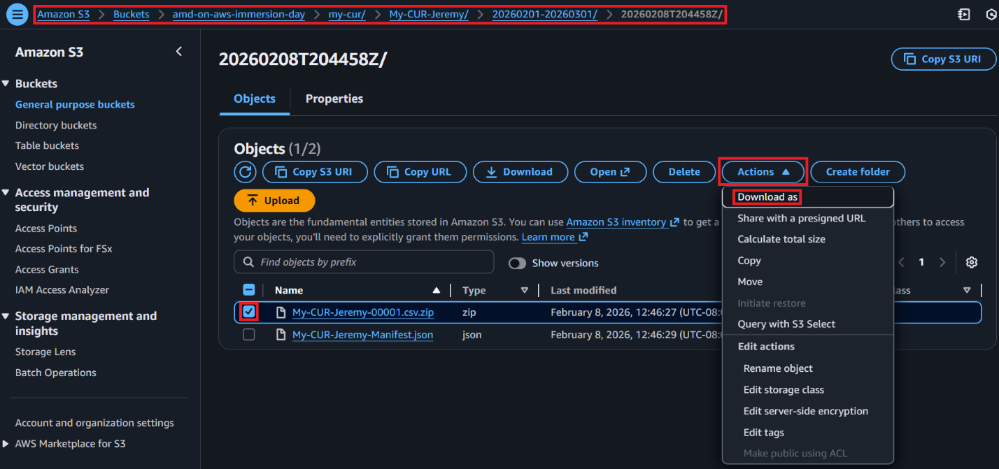 Amazon S3 > Buckets > amd-on-aws-immersion-day > my-cur/ > My-CUR-Jeremy/ > 20260201-20260301/ > 20260208T204458Z/
Amazon S3
Buckets
General purpose buckets
Directory buckets
Table buckets
Vector buckets
Access management and
security
Access Points
Access Points for FSx
Access Grants
IAM Access Analyzer
Storage management and
insights
Storage Lens
Batch Operations
Account and organization settings
AWS Marketplace for S3
20260208T204458Z/
Copy S3 URI
Objects
Properties
Objects (1/2)
Copy S3 URI
Copy URL
Download
Open
Delete
Actions
Create folder
Upload
Objects are the fundamental entities stored in Amazon S3. You can use Amazon S3 inventory to get a
others to access
your objects, you'll need to explicitly grant them permissions. Learn more
Find objects by prefix
Show versions
1
Name
Type
Last modified
My-CUR-Jeremy-00001.csv.zip
zip
February 8, 2026, 12:46:27 (UTC-08:
My-CUR-Jeremy-Manifest.json
json
February 8, 2026, 12:46:29 (UTC-08:
Download as
Share with a presigned URL
Calculate total size
Copy
Move
Initiate restore
Query with S3 Select
Edit actions
Rename object
Edit storage class
Edit server-side encryption
Edit tags
Make public using ACL